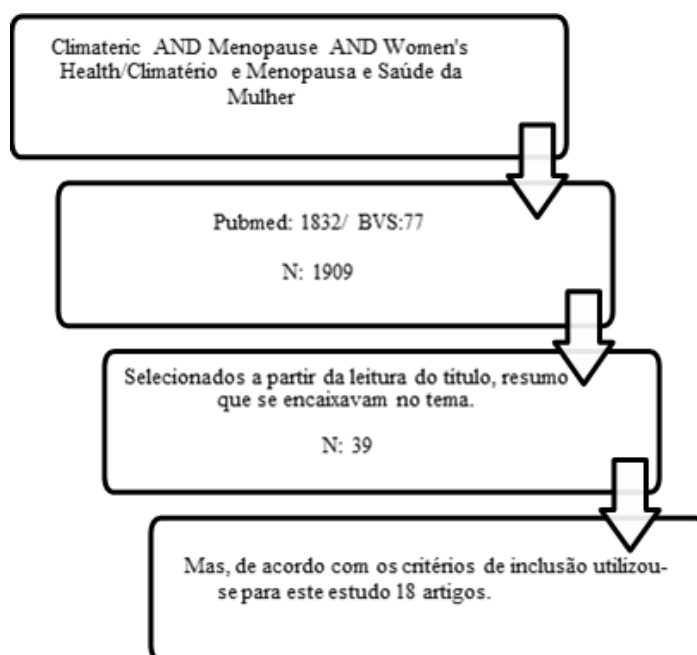 Climateric AND Menopause AND Women's
Health/Climatério e Menopausa e Saúde da
Mulher
Pubmed: 1832/ BVS:77
N: 1909
Selecionados a partir da leitura do título, resumo
que se encaixavam no tema.
N: 39
Mas, de acordo com os critérios de inclusão utilizou-
se para este estudo 18 artigos.